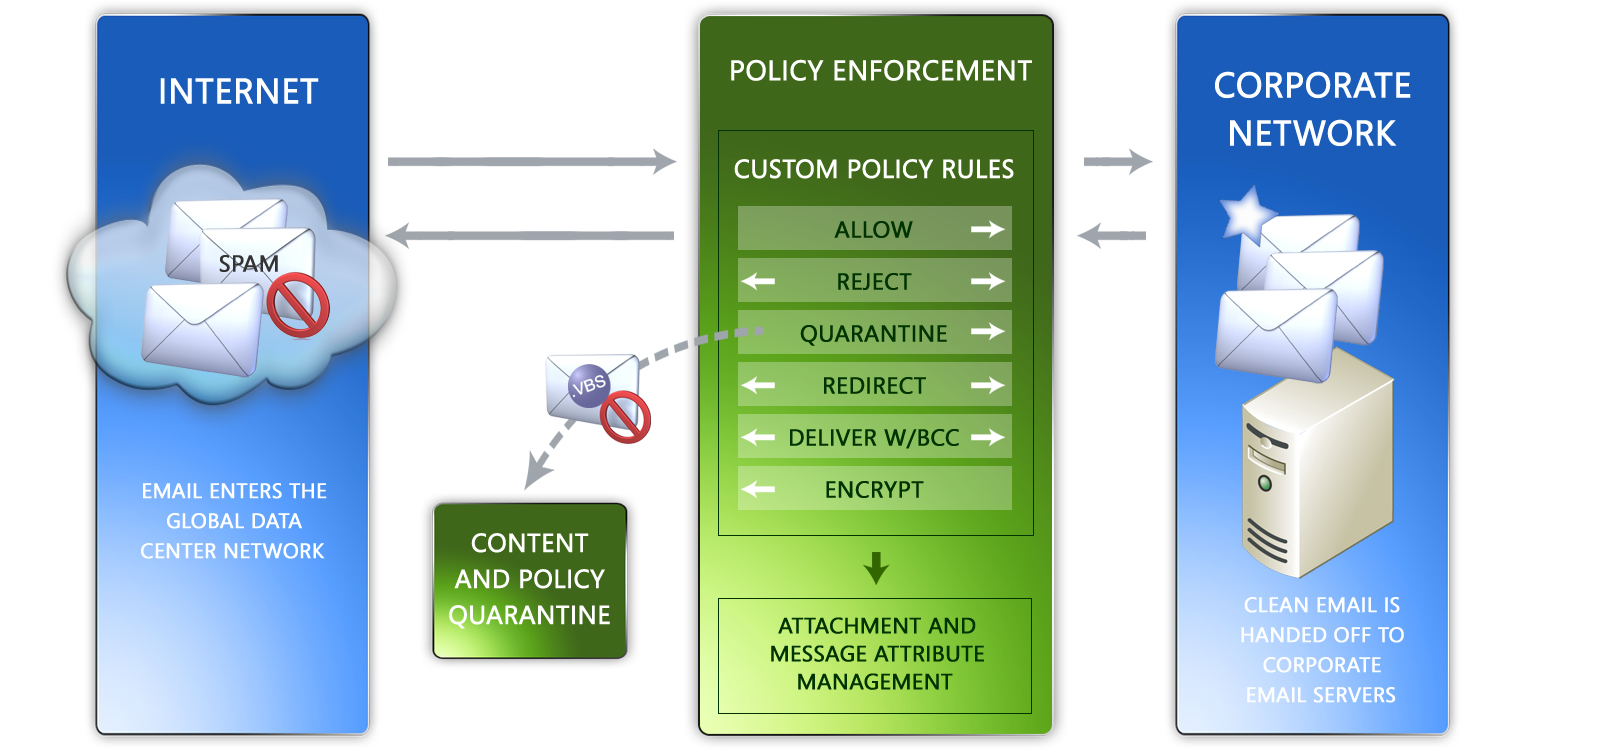 INTERNET
SPAM
EMAIL ENTERS THE
GLOBAL DATA
CENTER NETWORK
.VBS
CONTENT
AND POLICY
QUARANTINE
POLICY ENFORCEMENT
CUSTOM POLICY RULES
ALLOW
REJECT
QUARANTINE
REDIRECT
DELIVER W/BCC
ENCRYPT
ATTACHMENT AND
MESSAGE ATTRIBUTE
MANAGEMENT
CORPORATE
NETWORK
CLEAN EMAIL IS
HANDED OFF TO
CORPORATE
EMAIL SERVERS